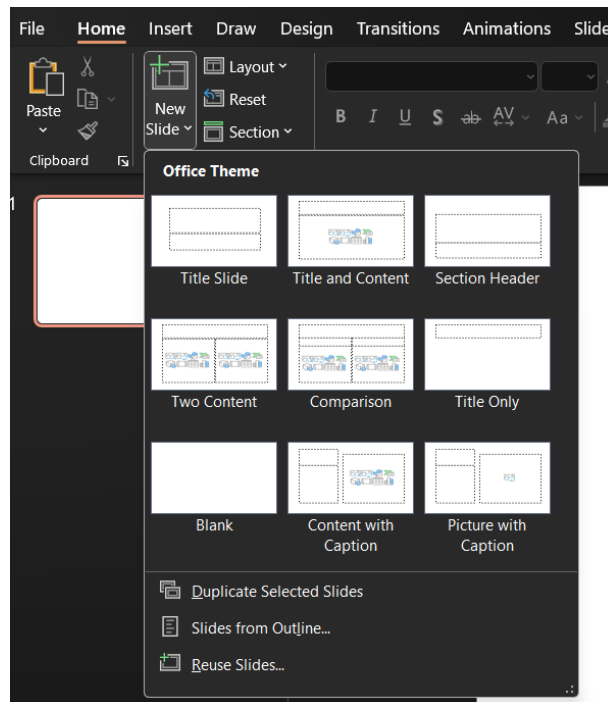 File Home Insert Draw Design Transitions Animations Slide
Paste
Clipboard
New
Slide
Layout
Reset
Section
B I U S ab AV Aa
1
Office Theme
Title Slide Title and Content Section Header
Two Content Comparison Title Only
Blank Content with Picture with
Caption Caption
Duplicate Selected Slides
Slides from Outline...
Reuse Slides...